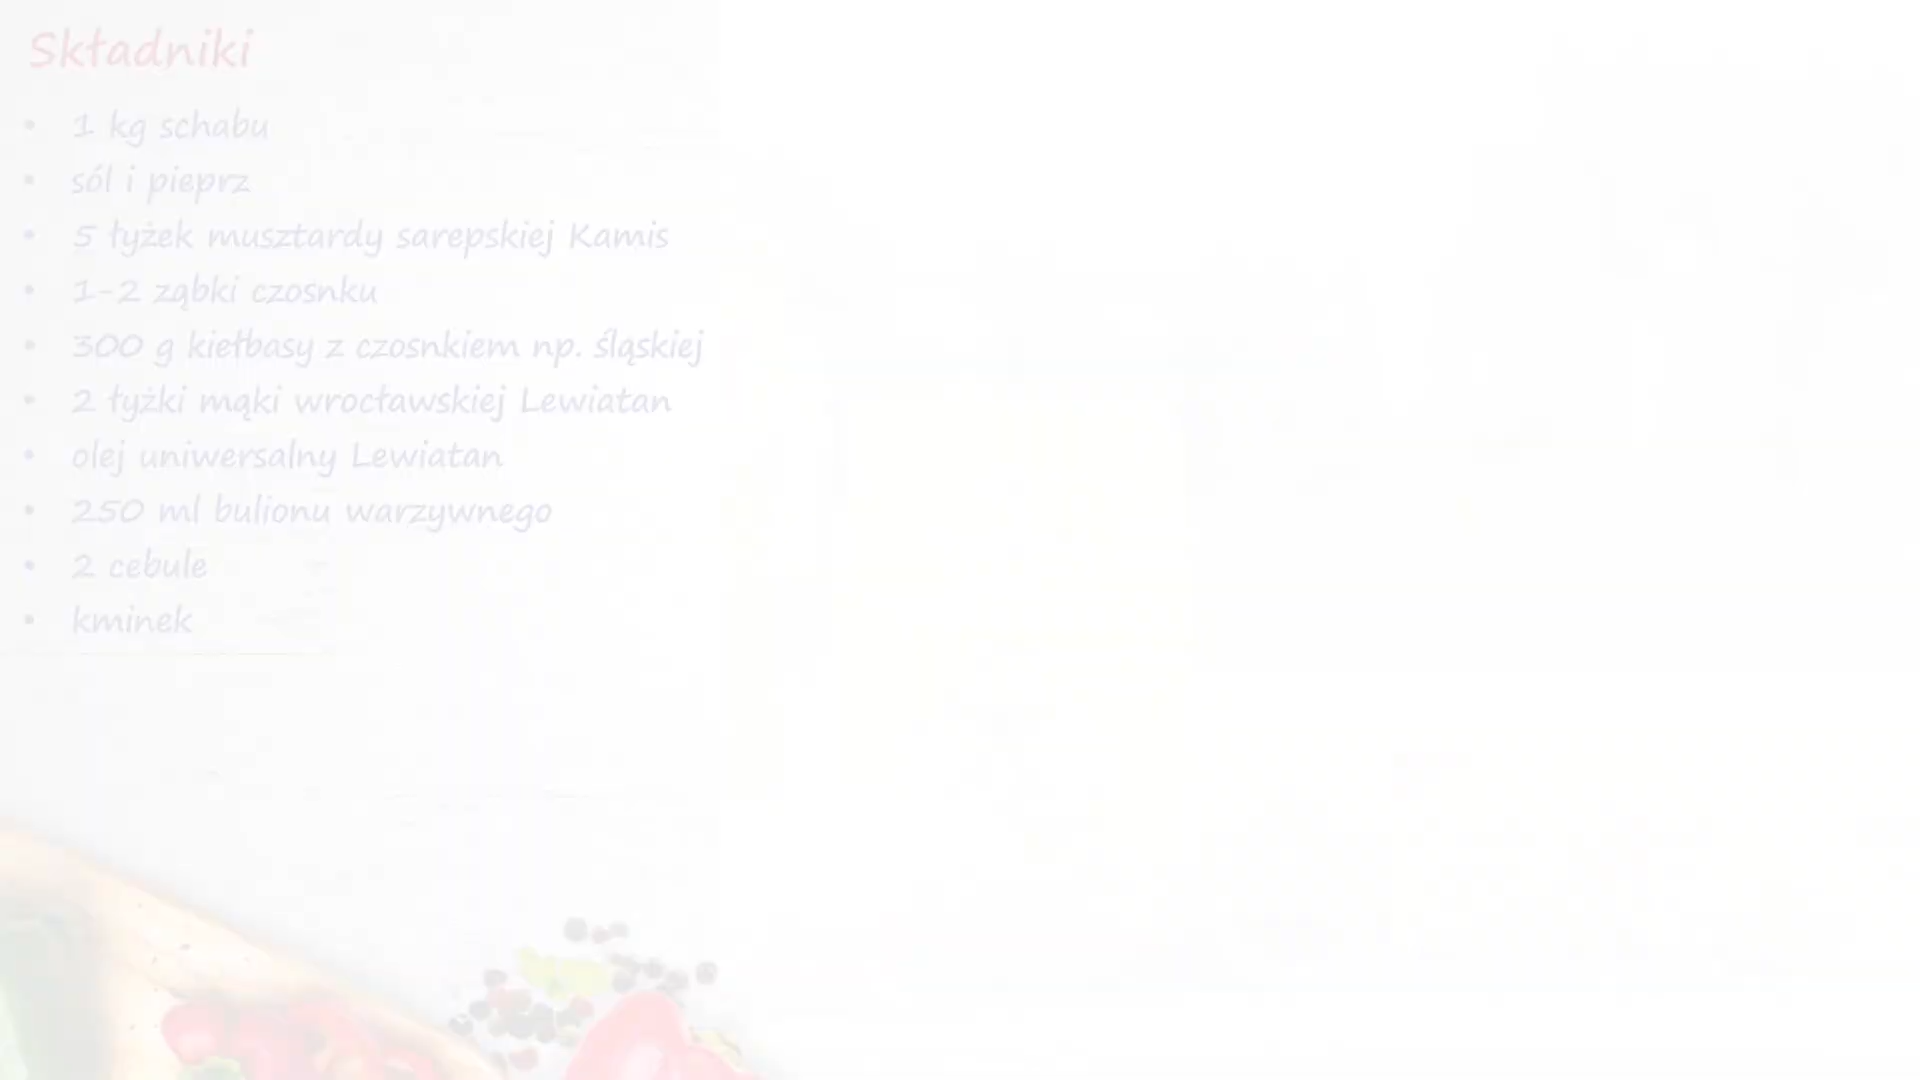 Składniki
• 1 kg schabu
• sól i pieprz
• 5 łyżek musztardy sarepskiej Kamis
• 1-2 ząbki czosnku
• 300 g kiełbasy z czosnkiem np. śląskiej
• 2 łyżki mąki wrocławskiej Lewiatan
• olej uniwersalny Lewiatan
• 250 ml bulionu warzywnego
• 2 cebule
• kminek